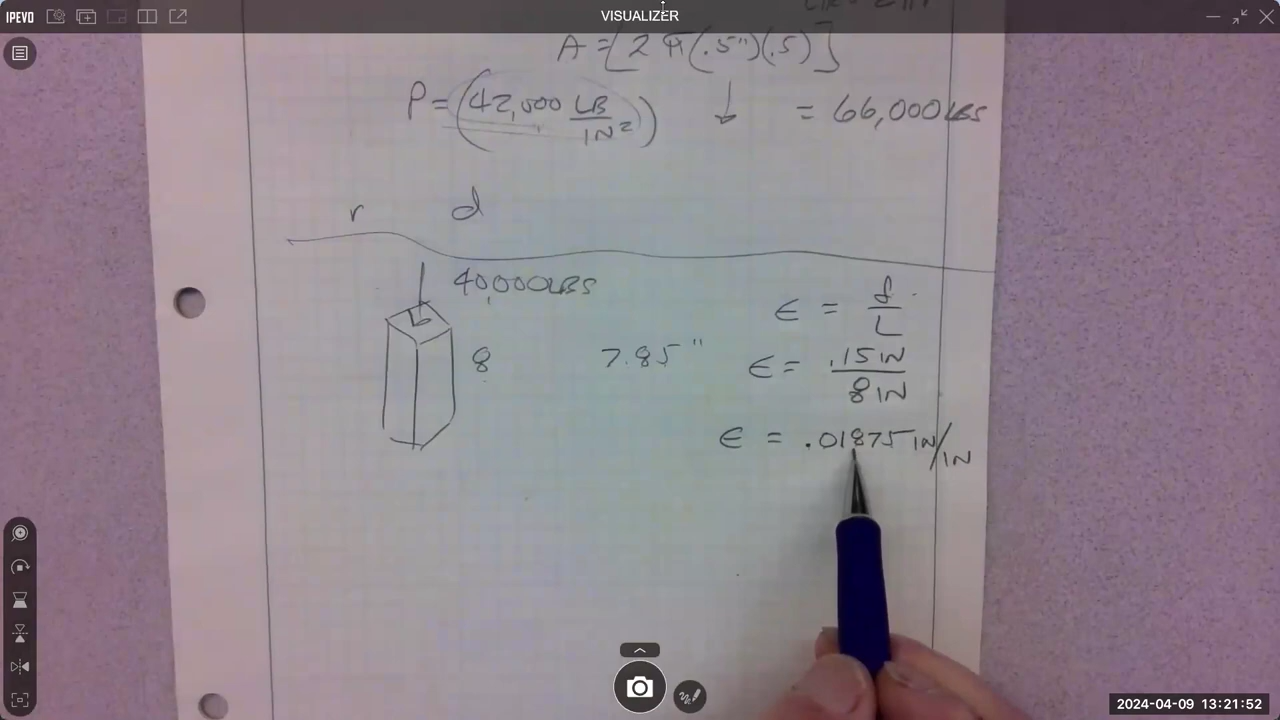 IPEVO
VISUALIZER
A = [2 π(.5")(.5)]
P = (42,000 LB/IN²) ↓ = 66,000 LBS
r d
40,000 LBS
ϵ = δ/L
8 7.85"
ϵ = .15 IN/8 IN
ϵ = .01875 IN/IN
2024-04-09 13:21:52